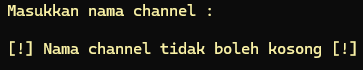 Masukkan nama channel :
[!] Nama channel tidak boleh kosong [!]